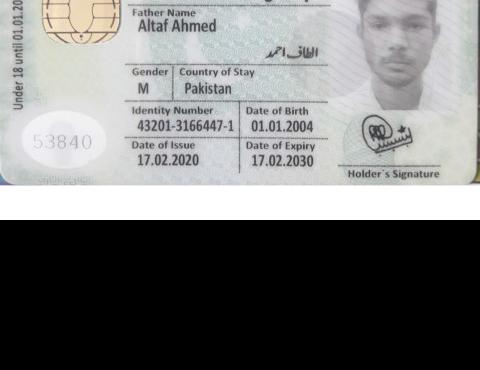 Father Name
Altaf Ahmed
الطاف احمد
Gender Country of Stay
M Pakistan
Identity Number Date of Birth
43201-3166447-1 01.01.2004
Date of Issue Date of Expiry
17.02.2020 17.02.2030
Holder's Signature
53840
Under 18 until 01.01.20